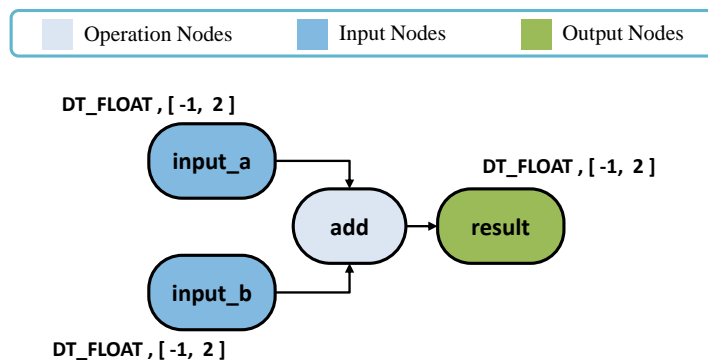 Operation Nodes
Input Nodes
Output Nodes
DT_FLOAT , [ -1, 2 ]
input_a
DT_FLOAT , [ -1, 2 ]
add
result
input_b
DT_FLOAT , [ -1, 2 ]